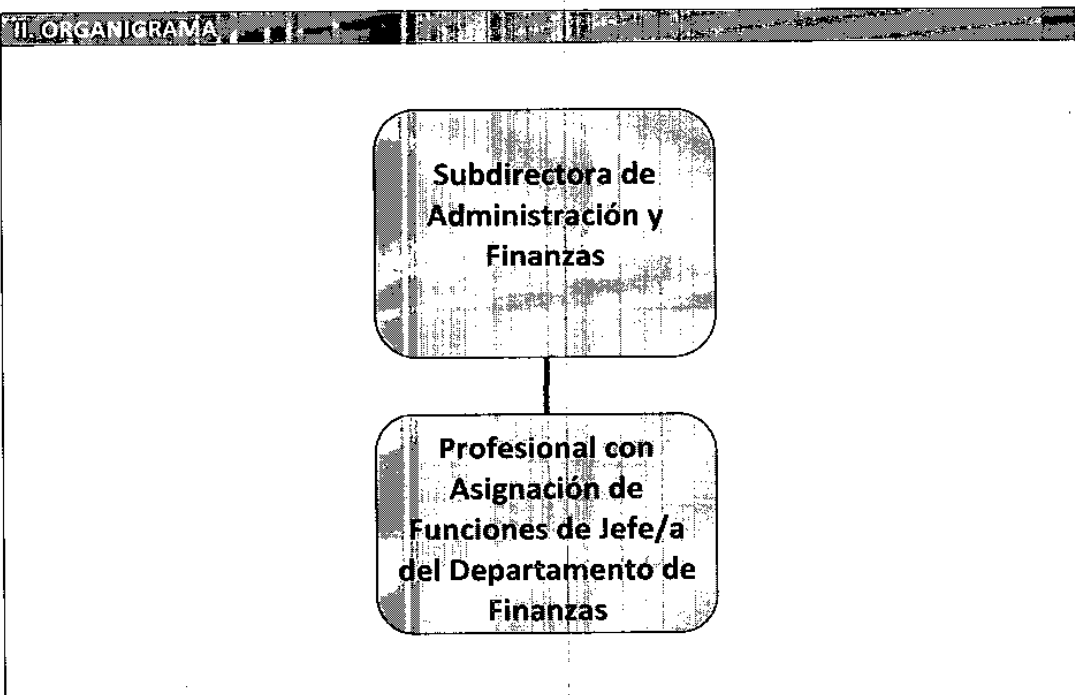 II. ORGANIGRAMA
Subdirectora de
Administración y
Finanzas
Profesional con
Asignación de
Funciones de Jefe/a
del Departamento de
Finanzas